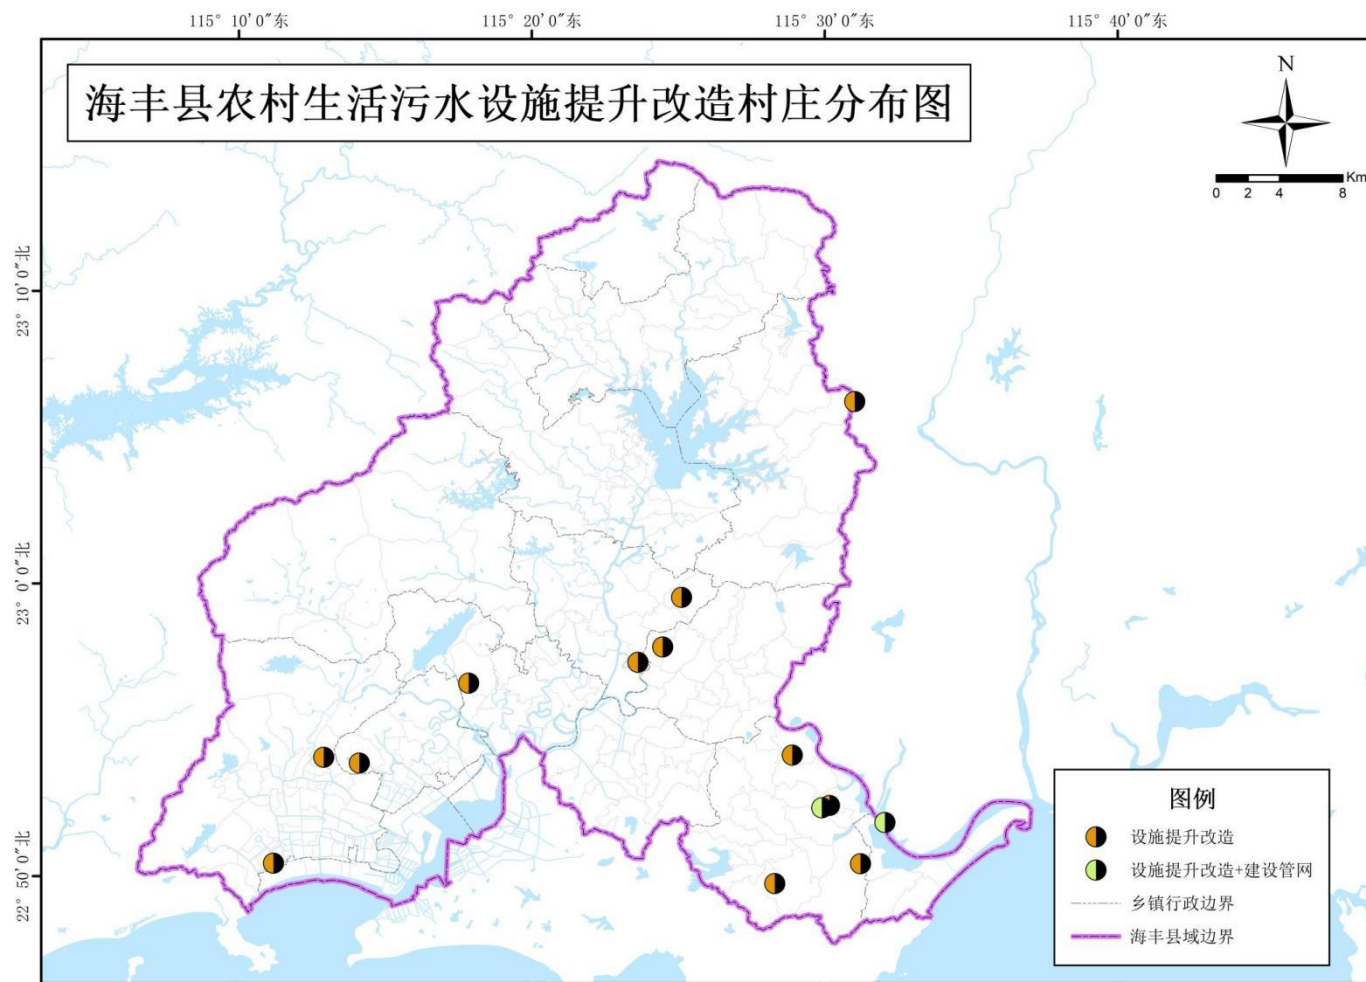 115° 10′0″东
115° 20′0″东
115° 30′0″东
115° 40′0″东
海丰县农村生活污水设施提升改造村庄分布图
N
Km
0 2 4 8
23° 10′0″北
23° 0′0″北
22° 50′0″北
图例
设施提升改造
设施提升改造+建设管网
乡镇行政边界
海丰县域边界